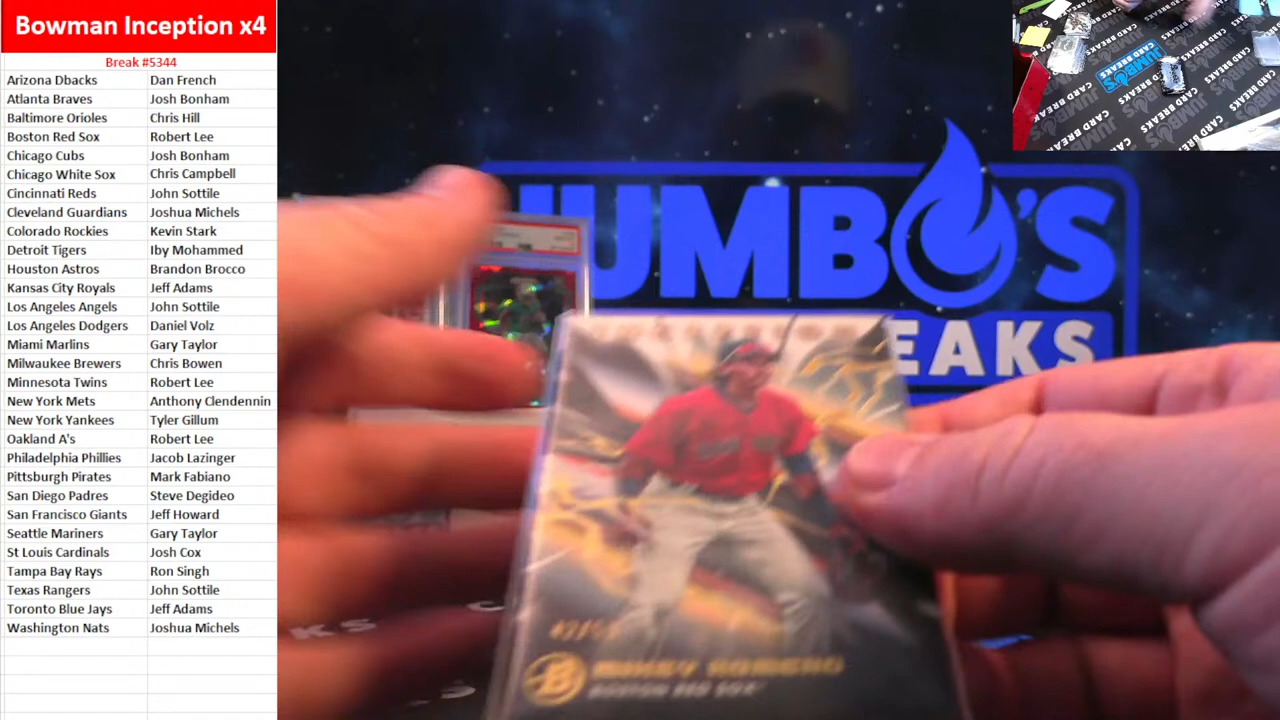 Bowman Inception x4
Break #5344
Arizona Dbacks Dan French
Atlanta Braves Josh Bonham
Baltimore Orioles Chris Hill
Boston Red Sox Robert Lee
Chicago Cubs Josh Bonham
Chicago White Sox Chris Campbell
Cincinnati Reds John Sottile
Cleveland Guardians Joshua Michels
Colorado Rockies Kevin Stark
Detroit Tigers Iby Mohammed
Houston Astros Brandon Brocco
Kansas City Royals Jeff Adams
Los Angeles Angels John Sottile
Los Angeles Dodgers Daniel Volz
Miami Marlins Gary Taylor
Milwaukee Brewers Chris Bowen
Minnesota Twins Robert Lee
New York Mets Anthony Clendennin
New York Yankees Tyler Gillum
Oakland A's Robert Lee
Philadelphia Phillies Jacob Lazinger
Pittsburgh Pirates Mark Fabiano
San Diego Padres Steve Degideo
San Francisco Giants Jeff Howard
Seattle Mariners Gary Taylor
St Louis Cardinals Josh Cox
Tampa Bay Rays Ron Singh
Texas Rangers John Sottile
Toronto Blue Jays Jeff Adams
Washington Nats Joshua Michels
JUMBO'S
EAKS
B
MIKEY ROMERO
BOSTON RED SOX
JUMBO'S
CARD BREAKS